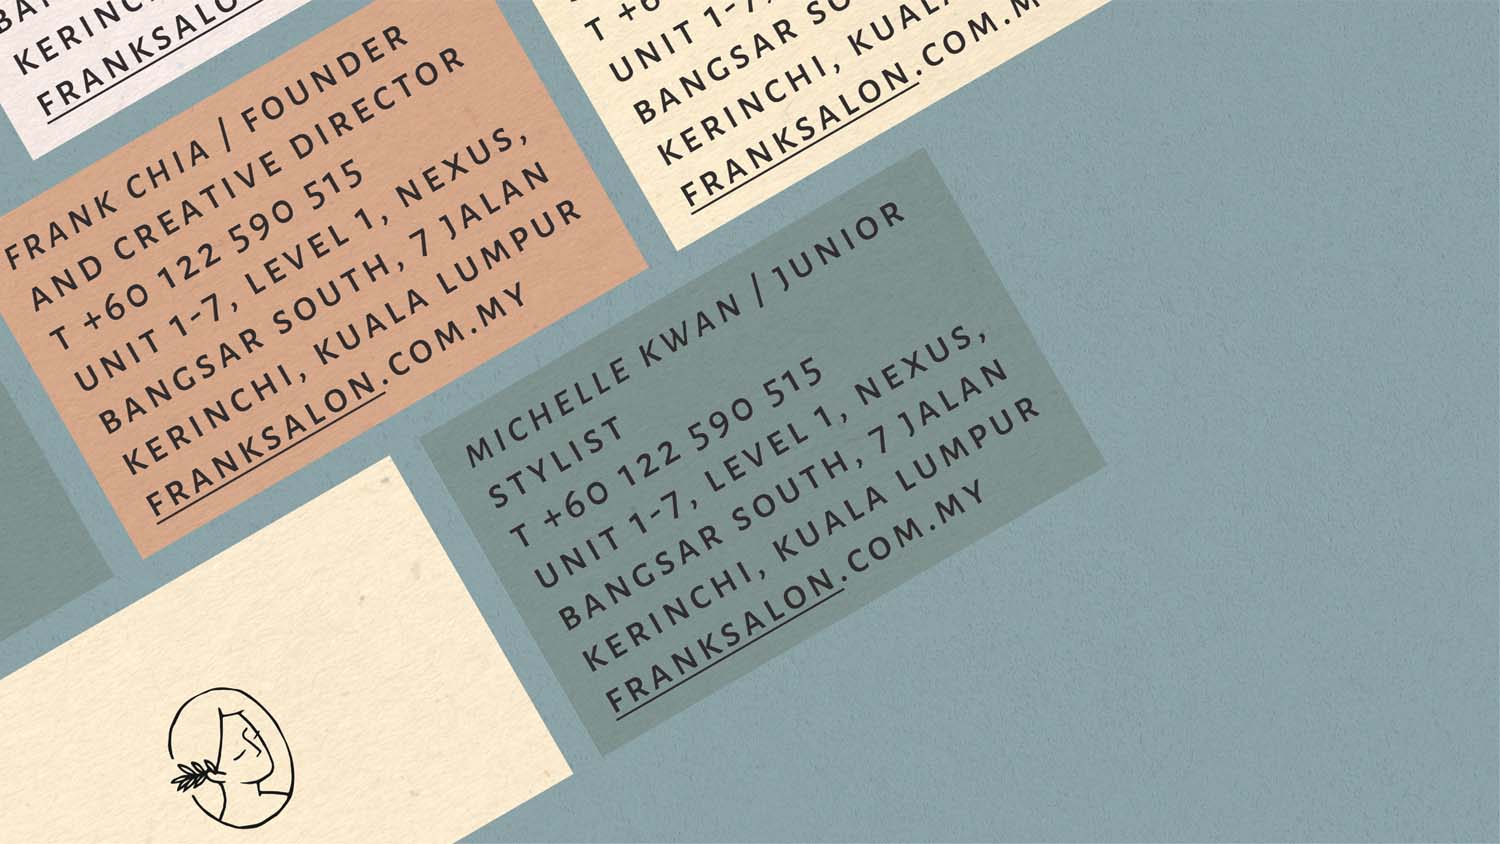 KERINC
FRANKSALO
FRANK CHIA / FOUNDER
AND CREATIVE DIRECTOR
T +60 122 590 515
UNIT 1-7, LEVEL 1, NEXUS,
BANGSAR SOUTH, 7 JALAN
KERINCHI, KUALA LUMPUR
FRANKSALON.COM.MY
T +6
UNIT 1-7,
BANGSAR SO
KERINCHI, KUALA
FRANKSALON.COM.M
MICHELLE KWAN / JUNIOR
STYLIST
T +60 122 590 515
UNIT 1-7, LEVEL 1, NEXUS,
BANGSAR SOUTH, 7 JALAN
KERINCHI, KUALA LUMPUR
FRANKSALON.COM.MY